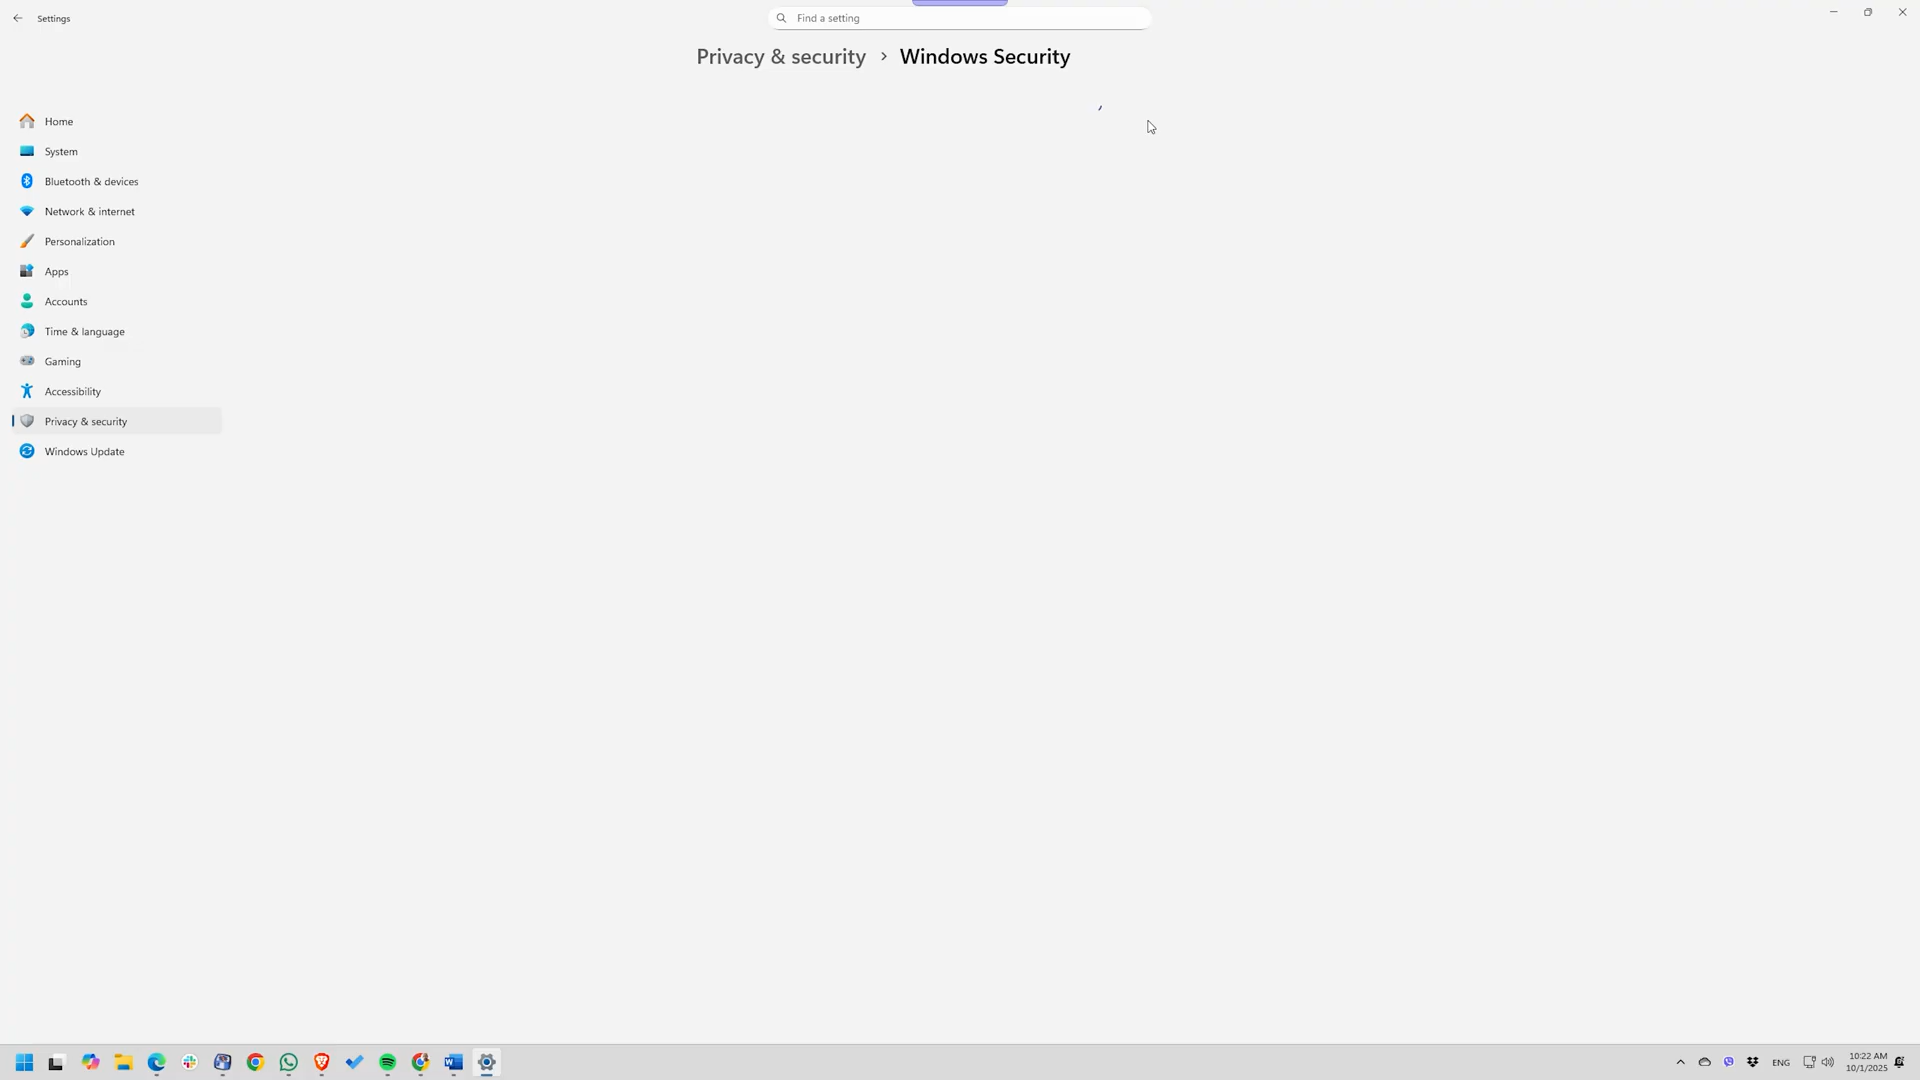 Settings
Find a setting
Privacy & security > Windows Security
Home
System
Bluetooth & devices
Network & internet
Personalization
Apps
Accounts
Time & language
Gaming
Accessibility
Privacy & security
Windows Update
ENG
10:22 AM
10/1/2025